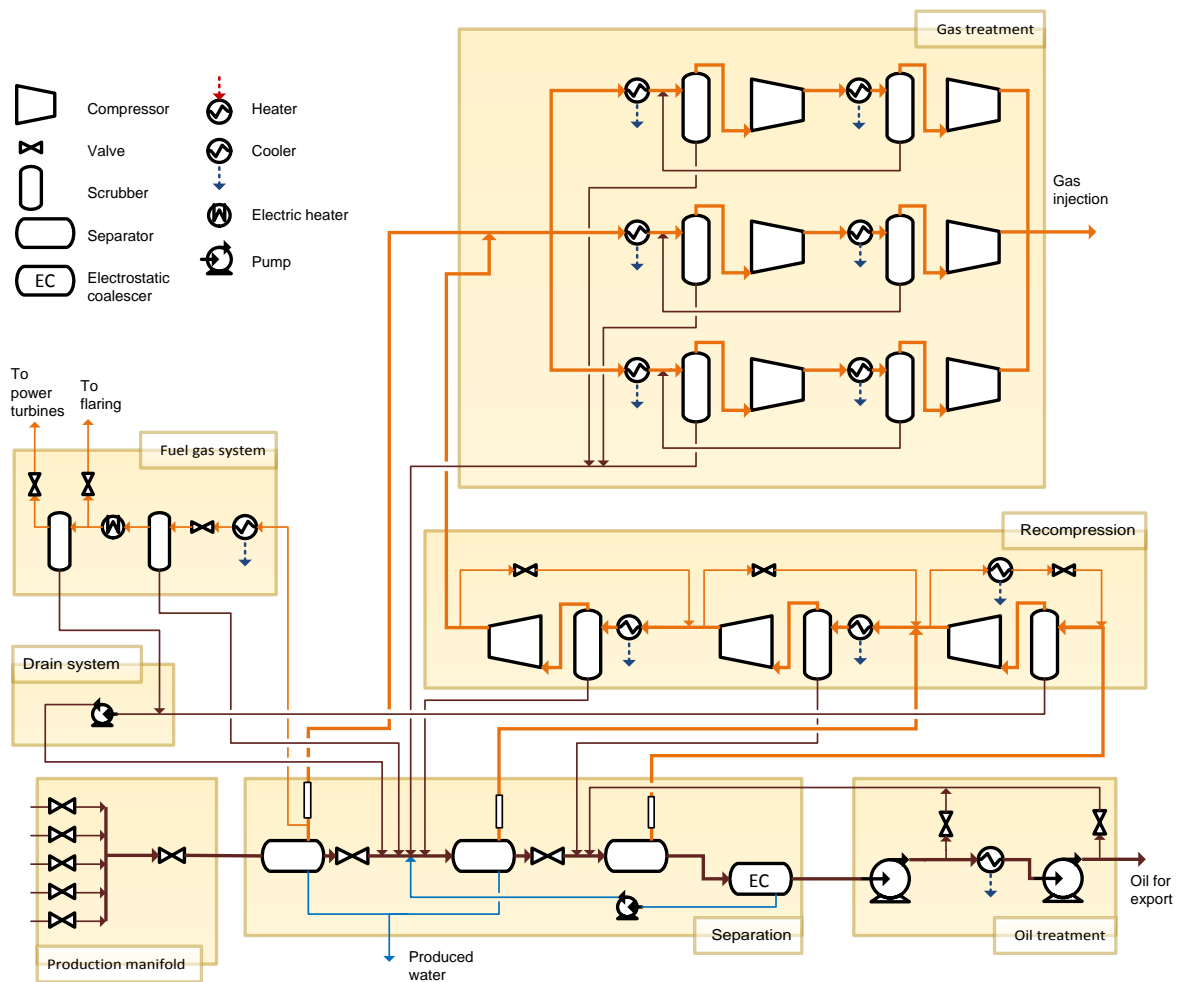 Gas treatment
Compressor
Valve
Scrubber
Separator
EC
Electrostatic
coalescer
Heater
Cooler
Electric heater
Pump
Gas
injection
To
power
turbines
To
flaring
Fuel gas system
Recompression
Drain system
EC
Oil for
export
Production manifold
Produced
water
Separation
Oil treatment